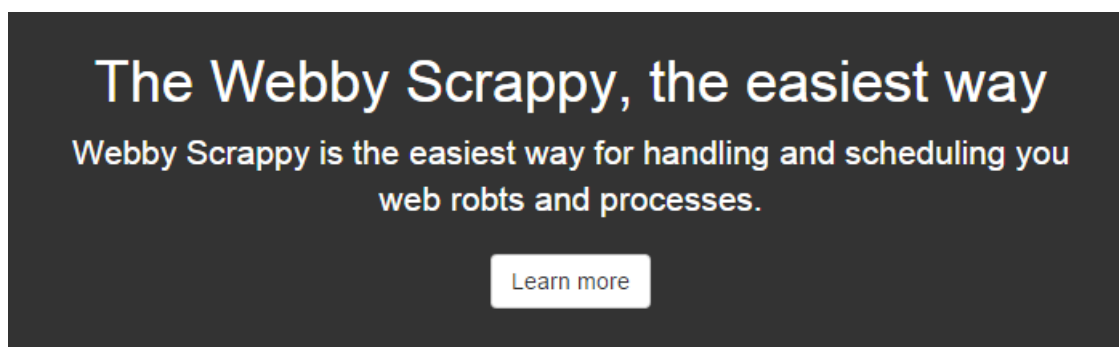 The Webby Scrappy, the easiest way
Webby Scrappy is the easiest way for handling and scheduling you
web robts and processes.
Learn more